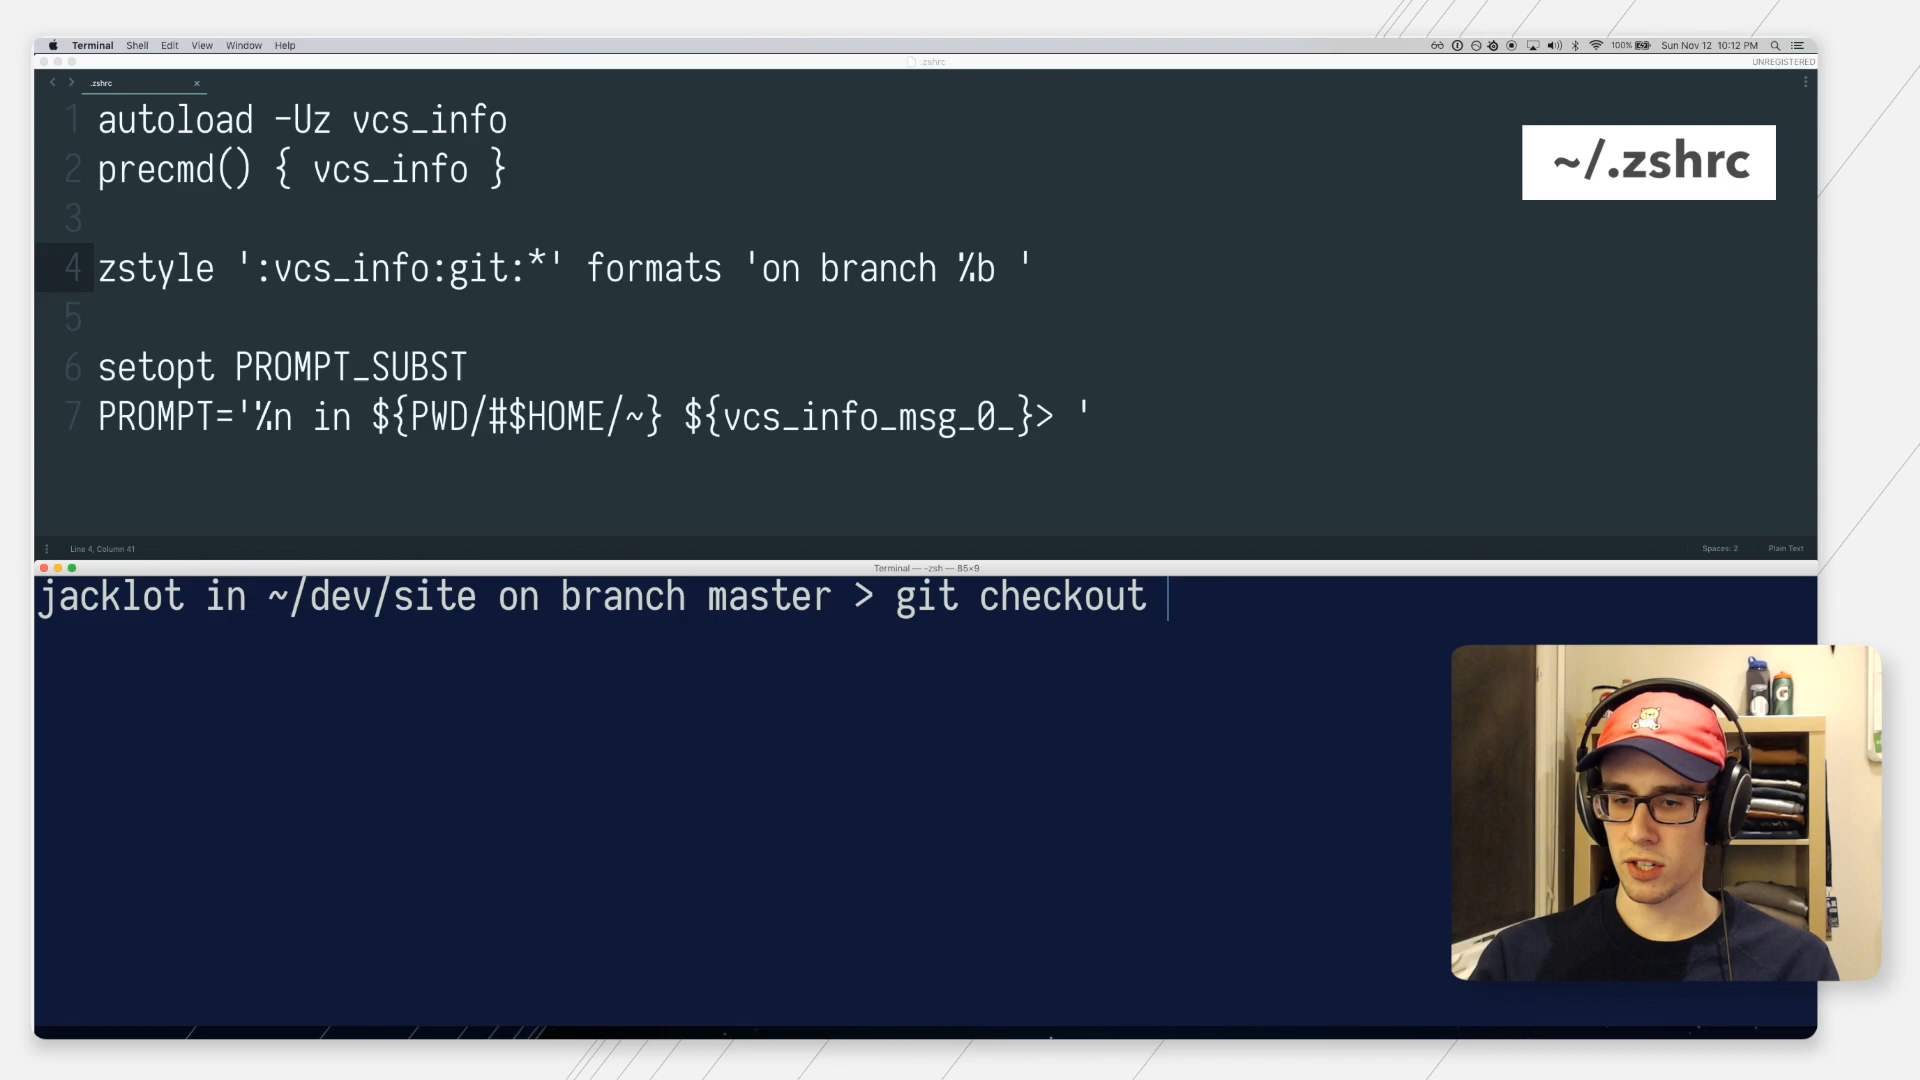 Terminal Shell Edit View Window Help
100% Sun Nov 12 10:12 PM
.zshrc
UNREGISTERED
.zshrc ×
1 autoload -Uz vcs_info
2 precmd() { vcs_info }
~/.zshrc
3
4 zstyle ':vcs_info:git:*' formats 'on branch %b '
5
6 setopt PROMPT_SUBST
7 PROMPT='%n in ${PWD/#$HOME/~} ${vcs_info_msg_0_}> '
Line 4, Column 41
Spaces: 2 Plain Text
Terminal — -zsh — 85×9
jacklot in ~/dev/site on branch master > git checkout
G